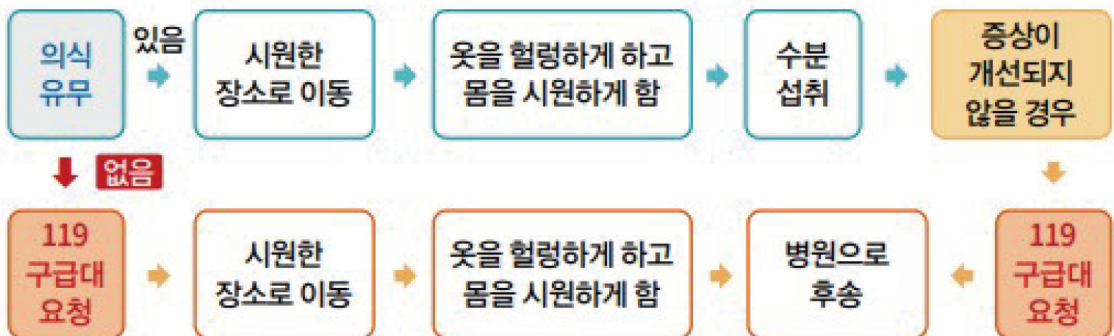 의식
유무
있음
시원한
장소로 이동
옷을 헐렁하게 하고
몸을 시원하게 함
수분
섭취
증상이
개선되지
않을 경우
없음
119
구급대
요청
시원한
장소로 이동
옷을 헐렁하게 하고
몸을 시원하게 함
병원으로
후송
119
구급대
요청